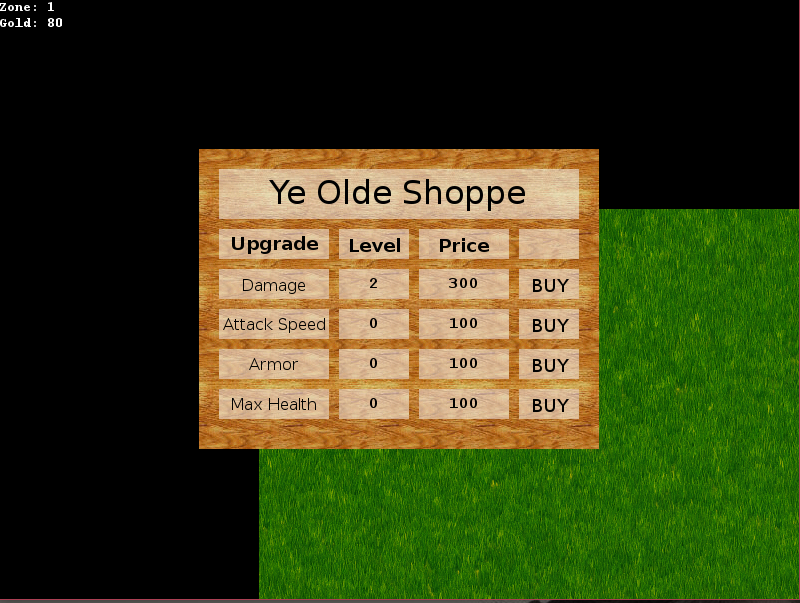 Zone: 1
Gold: 80
Ye Olde Shoppe
Upgrade Level Price
Damage 2 300 BUY
Attack Speed 0 100 BUY
Armor 0 100 BUY
Max Health 0 100 BUY